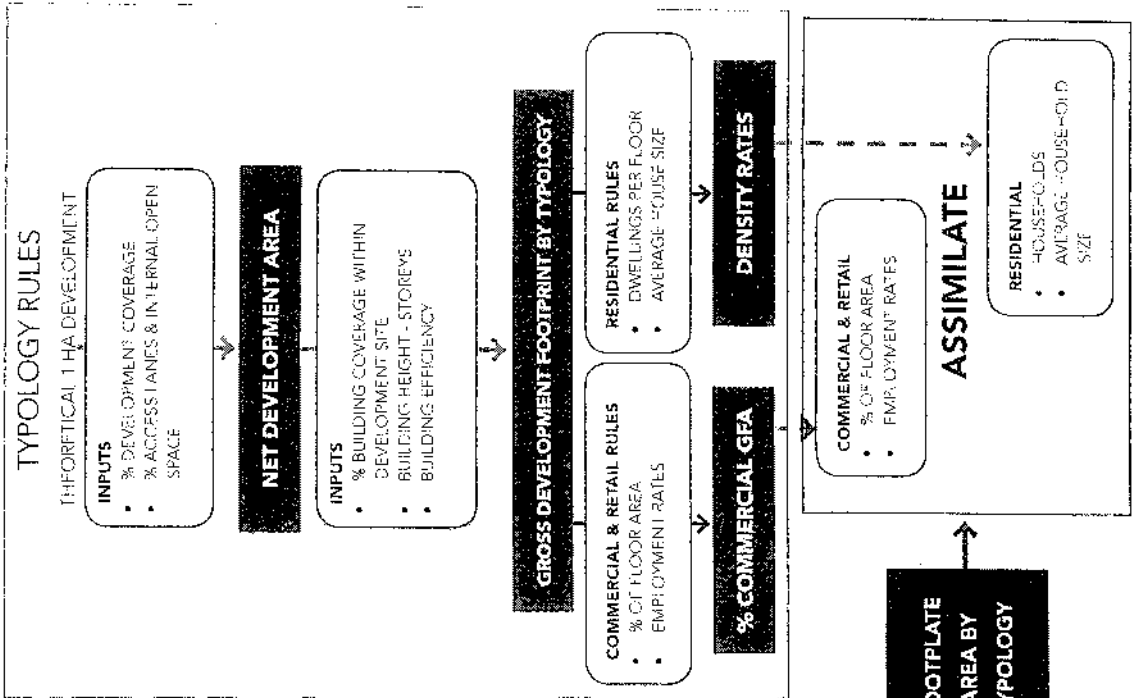 TYPOLOGY RULES
THEORETICAL 1 HA DEVELOPMENT
INPUTS
• % DEVELOPMENT COVERAGE
• % ACCESS LANES & INTERNAL OPEN
SPACE
NET DEVELOPMENT AREA
INPUTS
• % BUILDING COVERAGE WITHIN
DEVELOPMENT SITE
• BUILDING HEIGHT - STOREYS
• BUILDING EFFICIENCY
GROSS DEVELOPMENT FOOTPRINT BY TYPOLOGY
COMMERCIAL & RETAIL RULES
• % OF FLOOR AREA
• EMPLOYMENT RATES
RESIDENTIAL RULES
• DWELLINGS PER FLOOR
• AVERAGE HOUSE SIZE
% COMMERCIAL GFA
DENSITY RATES
OOTPLATE
AREA BY
YPOLOGY
COMMERCIAL & RETAIL
• % OF FLOOR AREA
• EMPLOYMENT RATES
ASSIMILATE
RESIDENTIAL
• HOUSEHOLDS
• AVERAGE HOUSEHOLD
SIZE